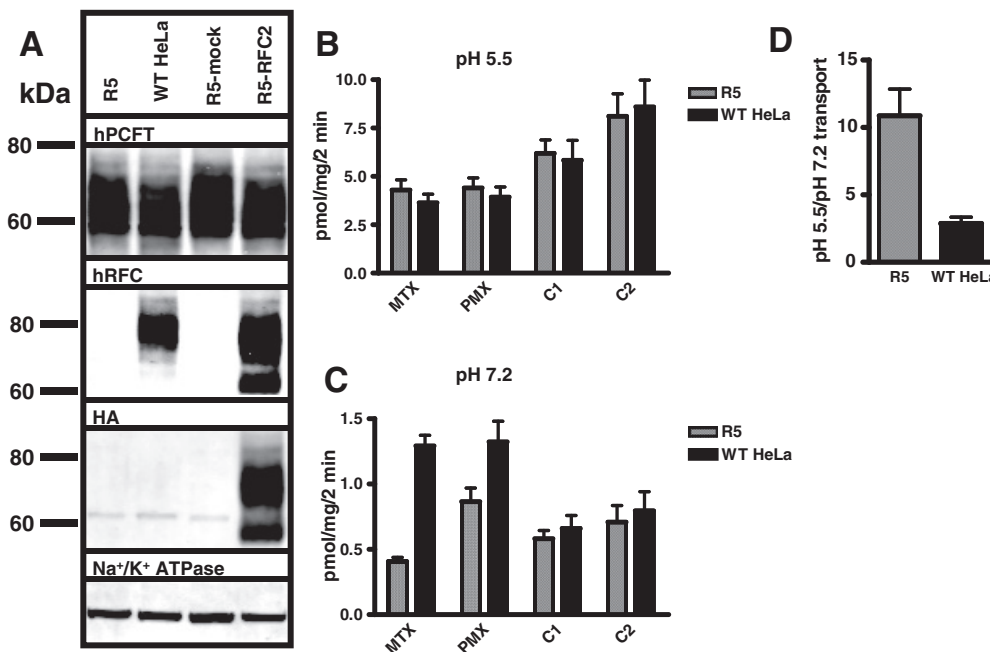 A
kDa
R5
WT HeLa
R5-mock
R5-RFC2
hPCFT
80
60
hRFC
80
60
HA
80
60
Na+/K+ ATPase
B
pH 5.5
pmol/mg/2 min
10.0
7.5
5.0
2.5
0.0
MTX
PMX
C1
C2
R5
WT HeLa
C
pH 7.2
pmol/mg/2 min
1.5
1.0
0.5
0.0
MTX
PMX
C1
C2
R5
WT HeLa
D
pH 5.5/pH 7.2 transport
15
10
5
0
R5
WT HeLa